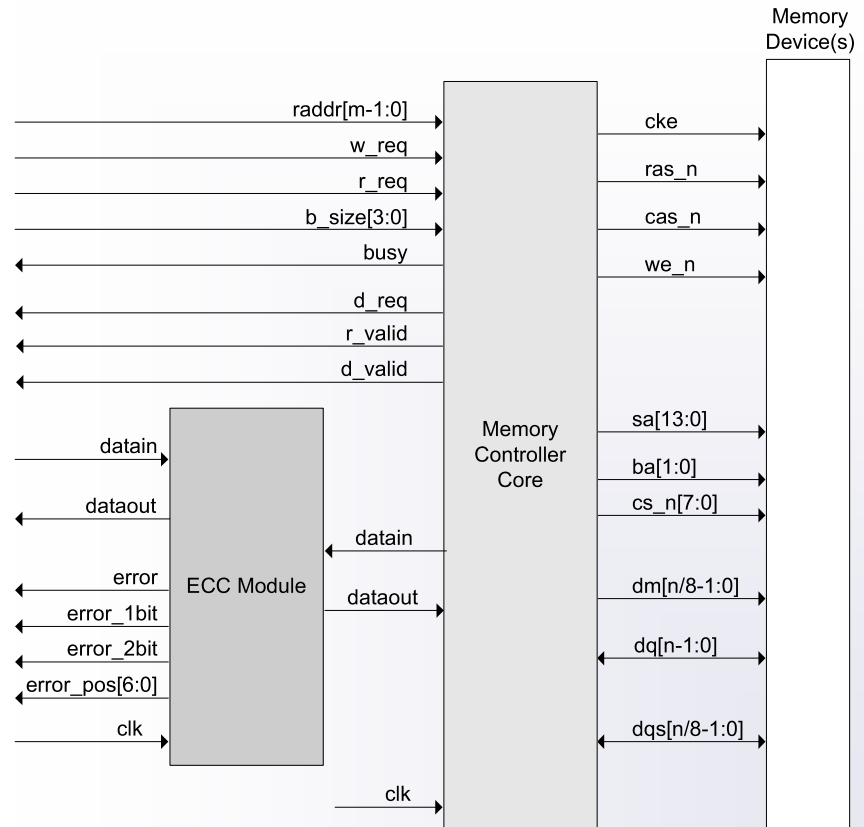 Memory
Device(s)
raddr[m-1:0]
w_req
r_req
b_size[3:0]
busy
d_req
r_valid
d_valid
datain
dataout
error
error_1bit
error_2bit
error_pos[6:0]
clk
ECC Module
datain
dataout
clk
Memory
Controller
Core
cke
ras_n
cas_n
we_n
sa[13:0]
ba[1:0]
cs_n[7:0]
dm[n/8-1:0]
dq[n-1:0]
dqs[n/8-1:0]